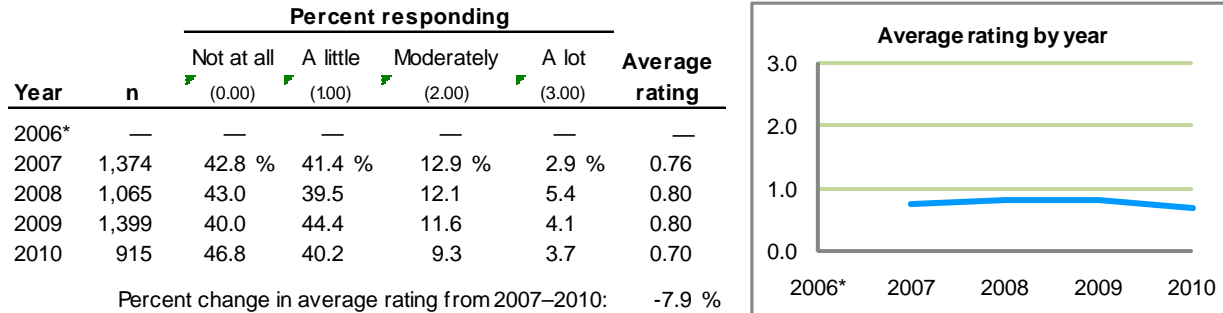 Percent responding
Not at all A little Moderately A lot Average
Year n (0.00) (1.00) (2.00) (3.00) rating
2006* — — — — — —
2007 1,374 42.8 % 41.4 % 12.9 % 2.9 % 0.76
2008 1,065 43.0 39.5 12.1 5.4 0.80
2009 1,399 40.0 44.4 11.6 4.1 0.80
2010 915 46.8 40.2 9.3 3.7 0.70
Percent change in average rating from 2007–2010: -7.9 %
Average rating by year
3.0
2.0
1.0
0.0
2006* 2007 2008 2009 2010